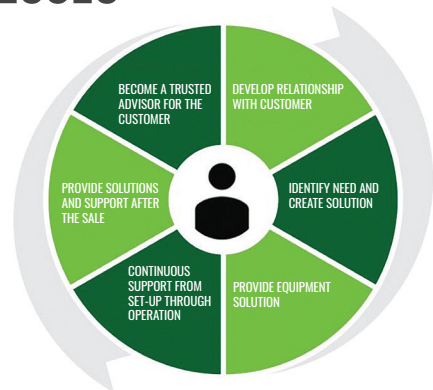 BECOME A TRUSTED
ADVISOR FOR THE
CUSTOMER
DEVELOP RELATIONSHIP
WITH CUSTOMER
IDENTIFY NEED AND
CREATE SOLUTION
PROVIDE EQUIPMENT
SOLUTION
CONTINUOUS
SUPPORT FROM
SET-UP THROUGH
OPERATION
PROVIDE SOLUTIONS
AND SUPPORT AFTER
THE SALE